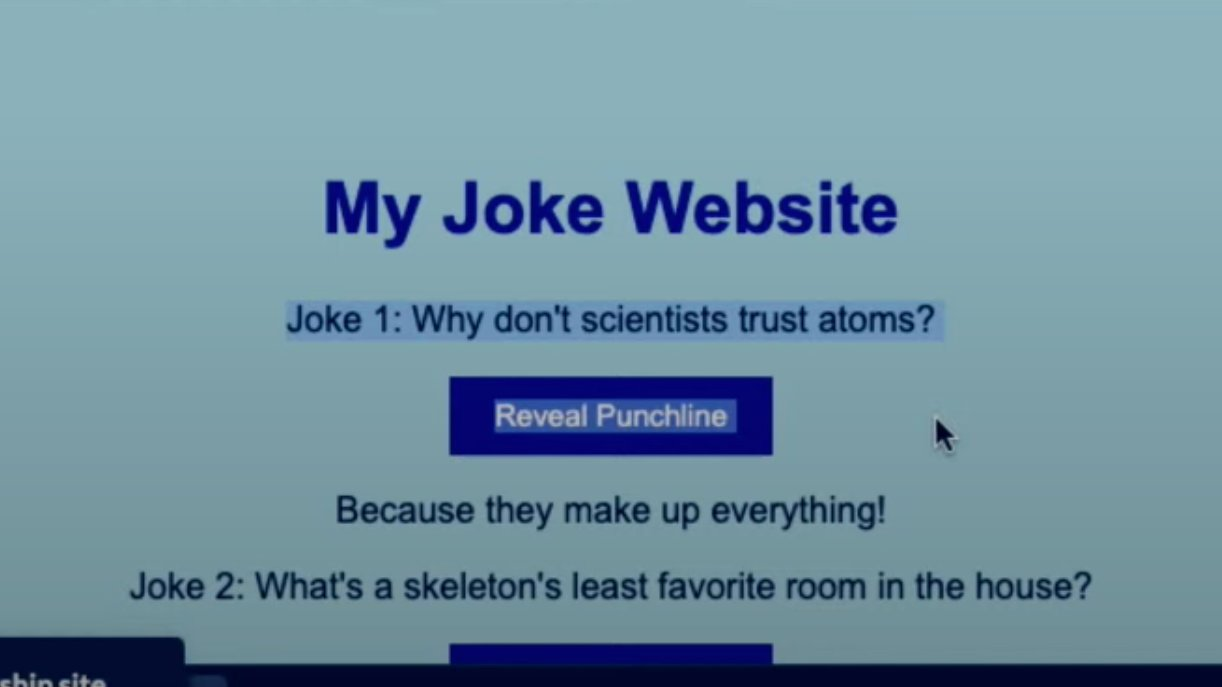 My Joke Website
Joke 1: Why don't scientists trust atoms?
Reveal Punchline
Because they make up everything!
Joke 2: What's a skeleton's least favorite room in the house?
ship site